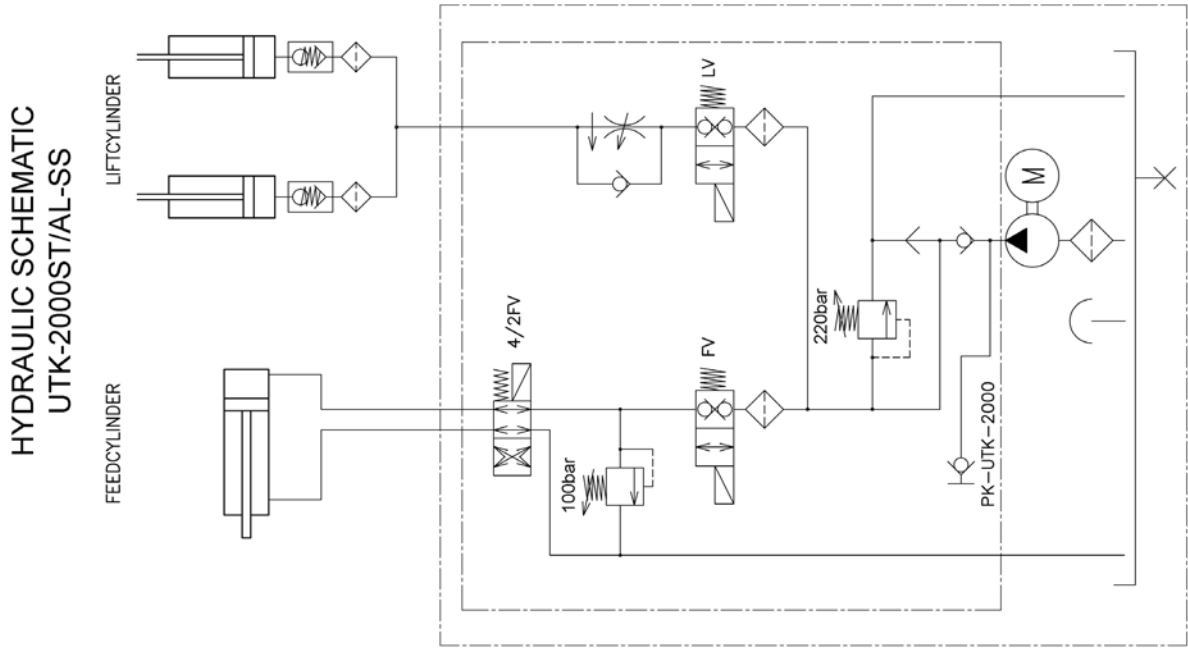 HYDRAULIC SCHEMATIC
UTK-2000ST/AL-SS
FEEDCYLINDER
LIFTCYLINDER
4/2FV
100bar
FV
LV
220bar
PK-UTK-2000
M